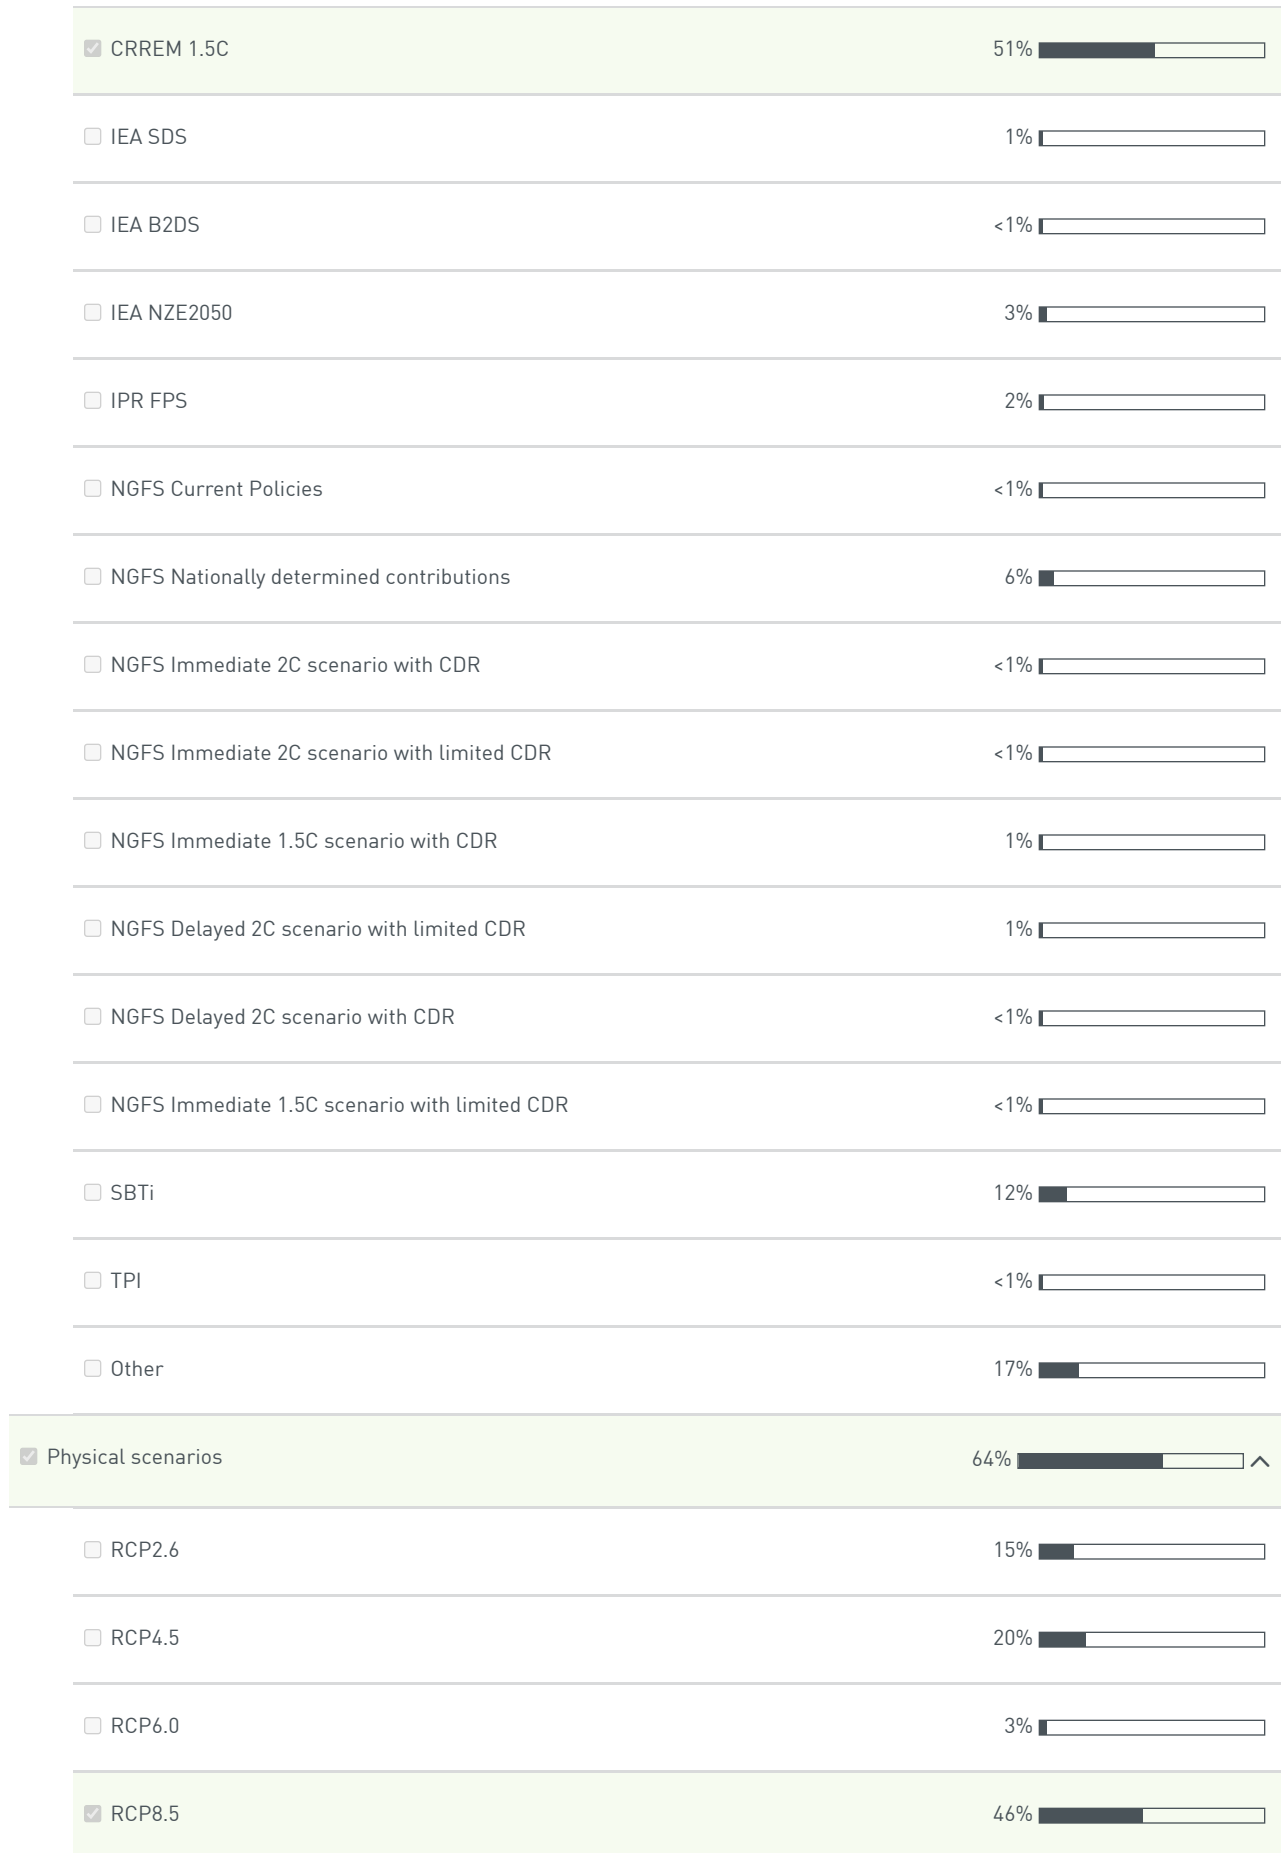 CRREM 1.5C 51%
IEA SDS 1%
IEA B2DS <1%
IEA NZE2050 3%
IPR FPS 2%
NGFS Current Policies <1%
NGFS Nationally determined contributions 6%
NGFS Immediate 2C scenario with CDR <1%
NGFS Immediate 2C scenario with limited CDR <1%
NGFS Immediate 1.5C scenario with CDR 1%
NGFS Delayed 2C scenario with limited CDR 1%
NGFS Delayed 2C scenario with CDR <1%
NGFS Immediate 1.5C scenario with limited CDR <1%
SBTi 12%
TPI <1%
Other 17%
Physical scenarios 64%
RCP2.6 15%
RCP4.5 20%
RCP6.0 3%
RCP8.5 46%